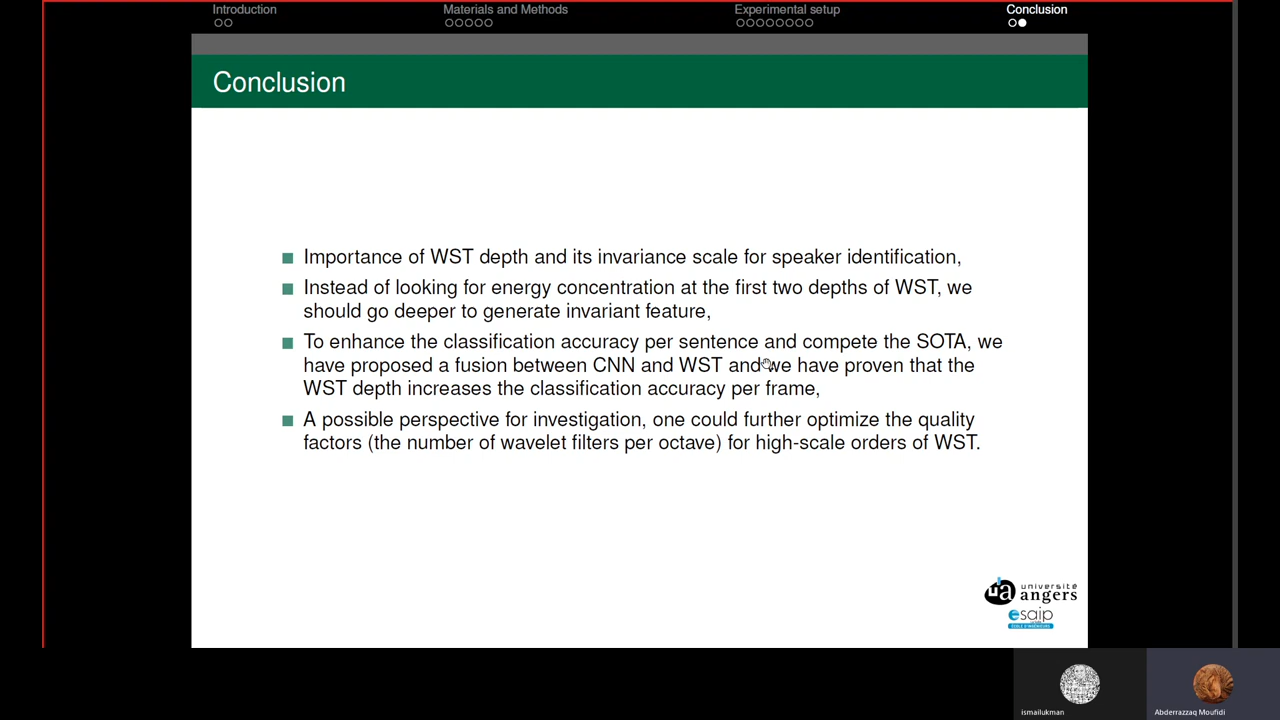 Introduction Materials and Methods Experimental setup Conclusion
Conclusion
Importance of WST depth and its invariance scale for speaker identification,
Instead of looking for energy concentration at the first two depths of WST, we
should go deeper to generate invariant feature,
To enhance the classification accuracy per sentence and compete the SOTA, we
have proposed a fusion between CNN and WST and we have proven that the
WST depth increases the classification accuracy per frame,
A possible perspective for investigation, one could further optimize the quality
factors (the number of wavelet filters per octave) for high-scale orders of WST.
ua université
angers
esaip
ÉCOLE D'INGÉNIEURS
ismailukman Abderrazzaq Moufidi